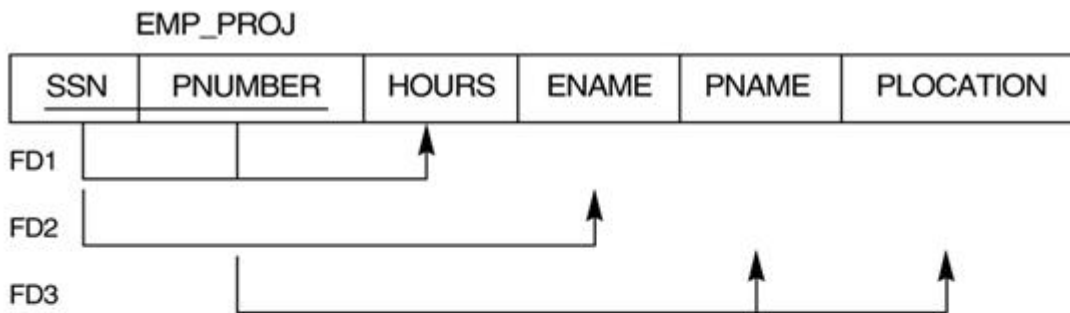 EMP_PROJ
SSN PNUMBER HOURS ENAME PNAME PLOCATION
FD1
FD2
FD3